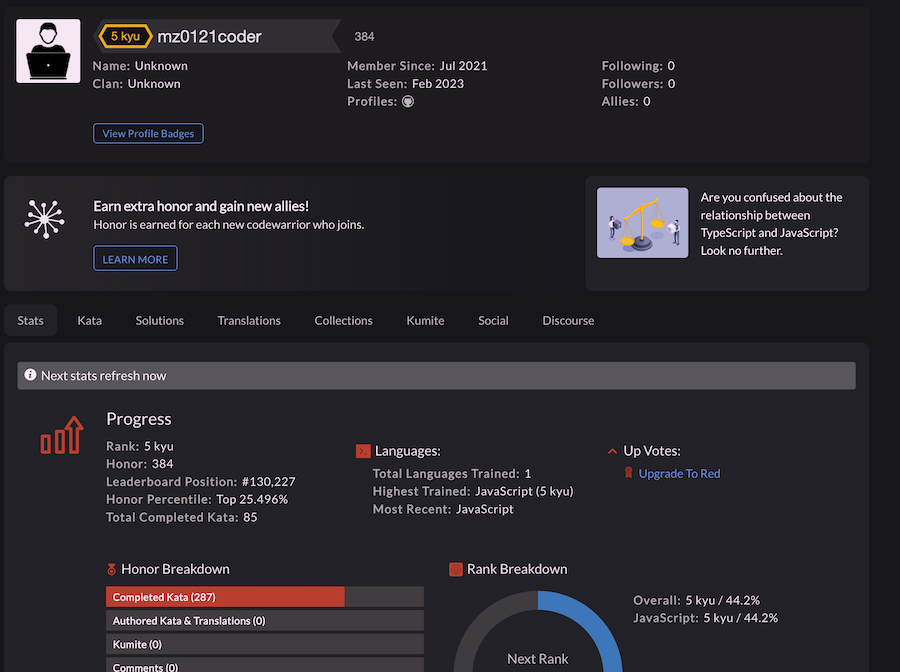 5 kyu mz0121coder 384
Name: Unknown
Clan: Unknown
Member Since: Jul 2021
Last Seen: Feb 2023
Profiles:
Following: 0
Followers: 0
Allies: 0
View Profile Badges
Earn extra honor and gain new allies!
Honor is earned for each new codewarrior who joins.
LEARN MORE
Are you confused about the
relationship between
TypeScript and JavaScript?
Look no further.
Stats Kata Solutions Translations Collections Kumite Social Discourse
Next stats refresh now
Progress
Rank: 5 kyu
Honor: 384
Leaderboard Position: #130,227
Honor Percentile: Top 25.496%
Total Completed Kata: 85
Languages:
Total Languages Trained: 1
Highest Trained: JavaScript (5 kyu)
Most Recent: JavaScript
Up Votes:
Upgrade To Red
Honor Breakdown
Completed Kata (287)
Authored Kata & Translations (0)
Kumite (0)
Comments (0)
Rank Breakdown
Next Rank
Overall: 5 kyu / 44.2%
JavaScript: 5 kyu / 44.2%